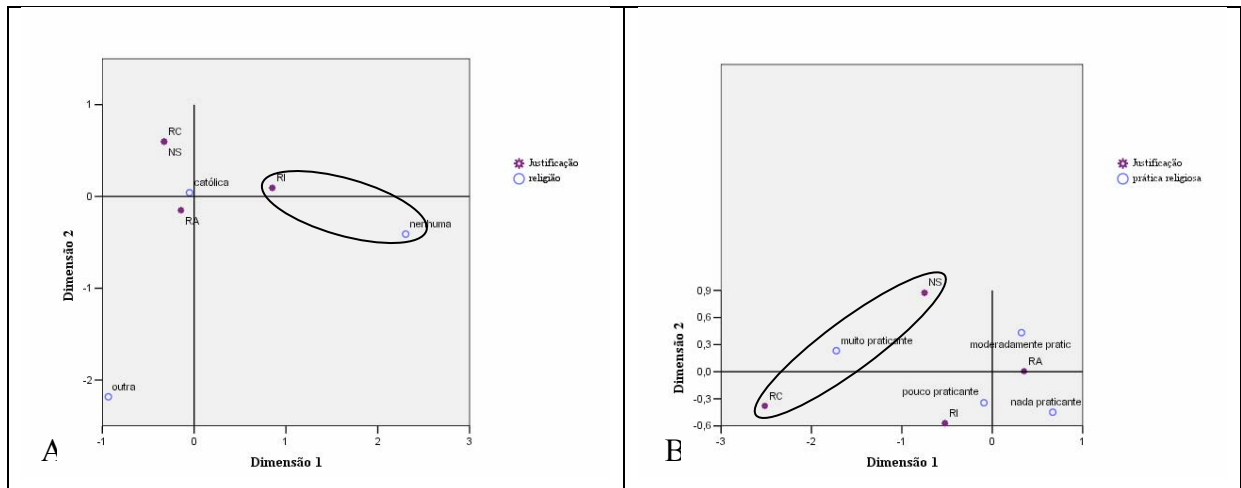 1
0
-1
-2
-1
0
1
2
3
Dimensão 2
Dimensão 1
RC
NS
católica
RA
RI
nenhuma
outra
Justificação
religião
A
0,9
0,6
0,3
0,0
-0,3
-0,6
-3
-2
-1
0
1
Dimensão 2
Dimensão 1
NS
muito praticante
RC
moderadamente pratic
RA
pouco praticante
nada praticante
RI
Justificação
prática religiosa
B